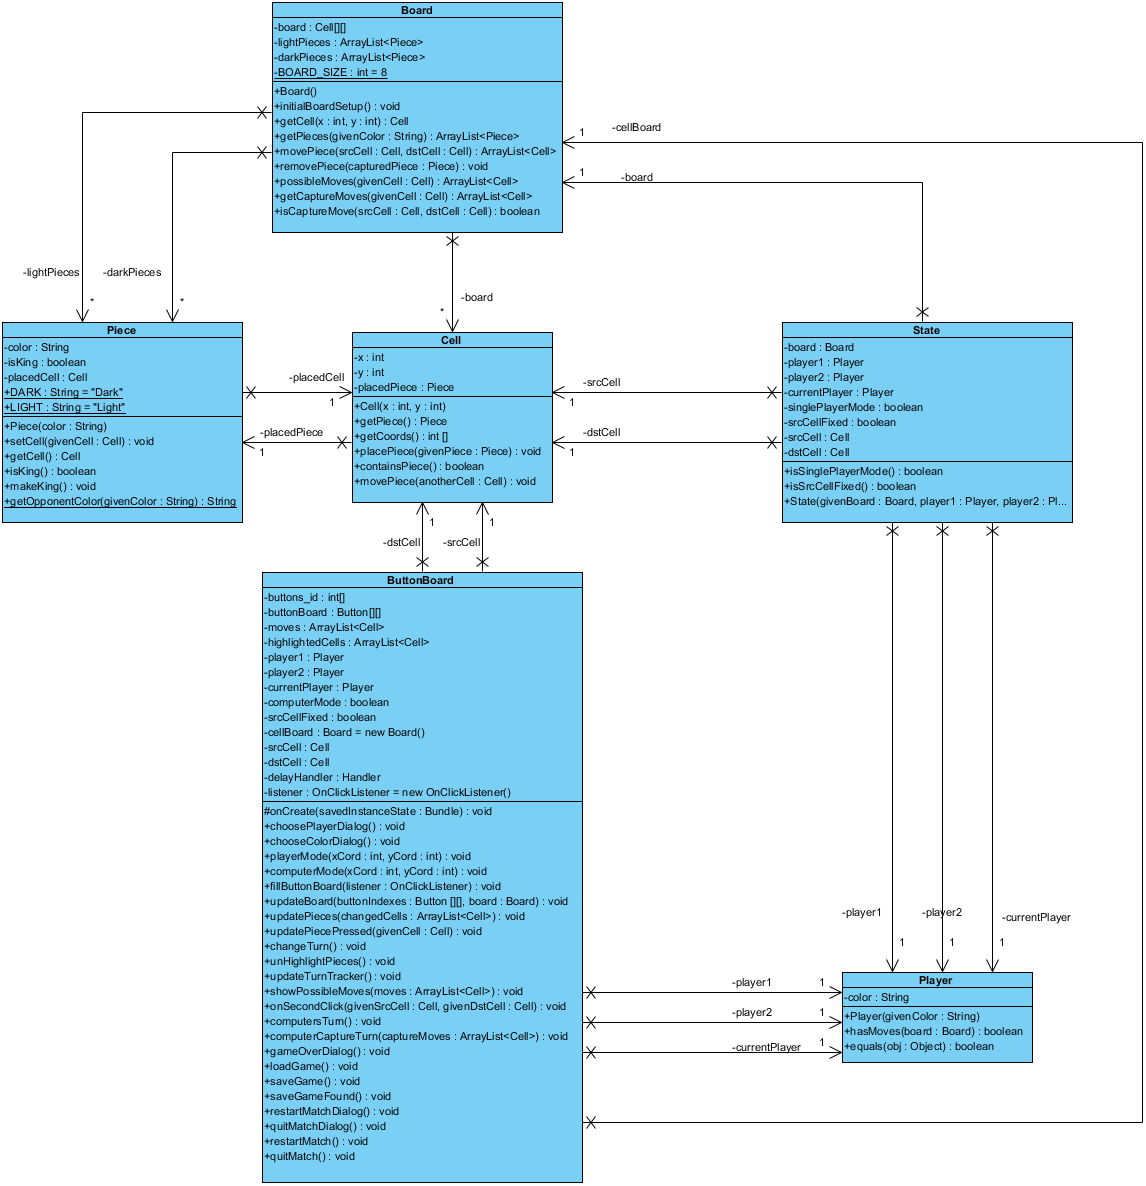 Board
-board : Cell[][]
-lightPieces : ArrayList<Piece>
-darkPieces : ArrayList<Piece>
-BOARD_SIZE : int = 8
+Board()
+initialBoardSetup() : void
+getCell(x : int, y : int) : Cell
+getPieces(givenColor : String) : ArrayList<Piece>
+movePiece(srcCell : Cell, dstCell : Cell) : ArrayList<Cell>
+removePiece(capturedPiece : Piece) : void
+possibleMoves(givenCell : Cell) : ArrayList<Cell>
+getCaptureMoves(givenCell : Cell) : ArrayList<Cell>
+isCaptureMove(srcCell : Cell, dstCell : Cell) : boolean
1
-cellBoard
1
-board
-lightPieces
-darkPieces
*
*
-board
*
Piece
-color : String
-isKing : boolean
-placedCell : Cell
+DARK : String = "Dark"
+LIGHT : String = "Light"
+Piece(color : String)
+setCell(givenCell : Cell) : void
+getCell() : Cell
+isKing() : boolean
+makeKing() : void
+getOpponentColor(givenColor : String) : String
-placedCell
1
-placedPiece
1
Cell
-x : int
-y : int
-placedPiece : Piece
+Cell(x : int, y : int)
+getPiece() : Piece
+getCoords() : int []
+placePiece(givenPiece : Piece) : void
+containsPiece() : boolean
+movePiece(anotherCell : Cell) : void
-srcCell
1
-dstCell
1
State
-board : Board
-player1 : Player
-player2 : Player
-currentPlayer : Player
-singlePlayerMode : boolean
-srcCellFixed : boolean
-srcCell : Cell
-dstCell : Cell
+isSinglePlayerMode() : boolean
+isSrcCellFixed() : boolean
+State(givenBoard : Board, player1 : Player, player2 : Pl...
1
1
-dstCell
-srcCell
ButtonBoard
-buttons_id : int[]
-buttonBoard : Button[][]
-moves : ArrayList<Cell>
-highlightedCells : ArrayList<Cell>
-player1 : Player
-player2 : Player
-currentPlayer : Player
-computerMode : boolean
-srcCellFixed : boolean
-cellBoard : Board = new Board()
-srcCell : Cell
-dstCell : Cell
-delayHandler : Handler
-listener : OnClickListener = new OnClickListener()
#onCreate(savedInstanceState : Bundle) : void
+choosePlayerDialog() : void
+chooseColorDialog() : void
+playerMode(xCord : int, yCord : int) : void
+computerMode(xCord : int, yCord : int) : void
+fillButtonBoard(listener : OnClickListener) : void
+updateBoard(buttonIndexes : Button [][], board : Board) : void
+updatePieces(changedCells : ArrayList<Cell>) : void
+updatePiecePressed(givenCell : Cell) : void
+changeTurn() : void
+unHighlightPieces() : void
+updateTurnTracker() : void
+showPossibleMoves(moves : ArrayList<Cell>) : void
+onSecondClick(givenSrcCell : Cell, givenDstCell : Cell) : void
+computersTurn() : void
+computerCaptureTurn(captureMoves : ArrayList<Cell>) : void
+gameOverDialog() : void
+loadGame() : void
+saveGame() : void
+saveGameFound() : void
+restartMatchDialog() : void
+quitMatchDialog() : void
+restartMatch() : void
+quitMatch() : void
-player1
-player2
-currentPlayer
1
1
1
-player1
1
-player2
1
-currentPlayer
1
Player
-color : String
+Player(givenColor : String)
+hasMoves(board : Board) : boolean
+equals(obj : Object) : boolean